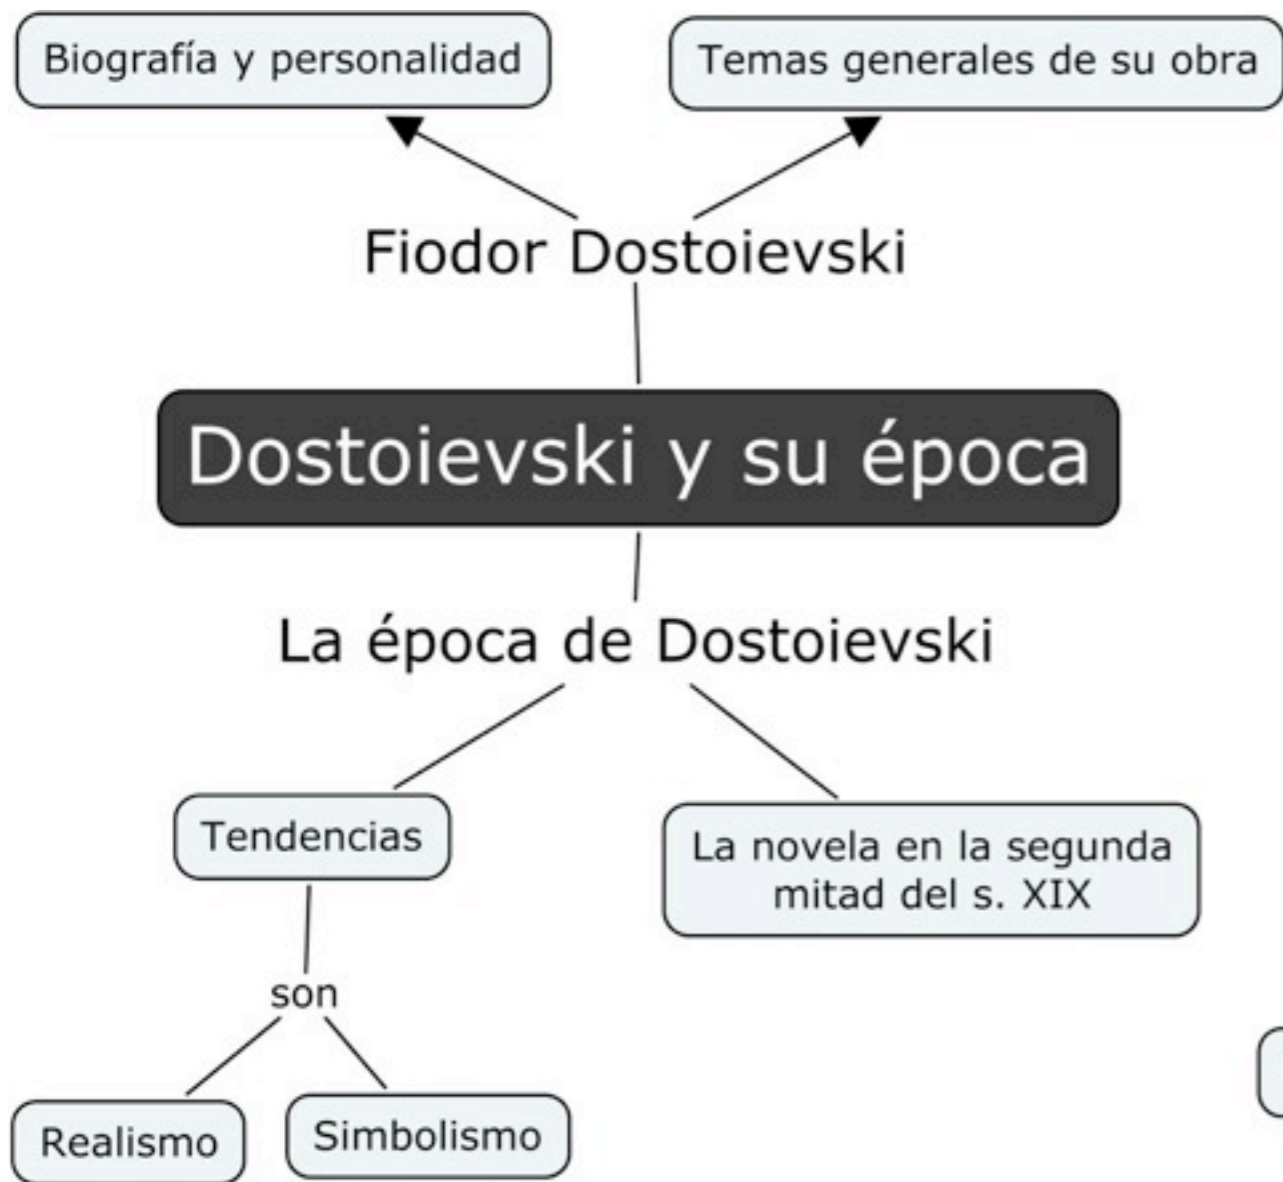 Biografía y personalidad
Temas generales de su obra
Fiodor Dostoievski
Dostoievski y su época
La época de Dostoievski
Tendencias
La novela en la segunda
mitad del s. XIX
son
Realismo
Simbolismo